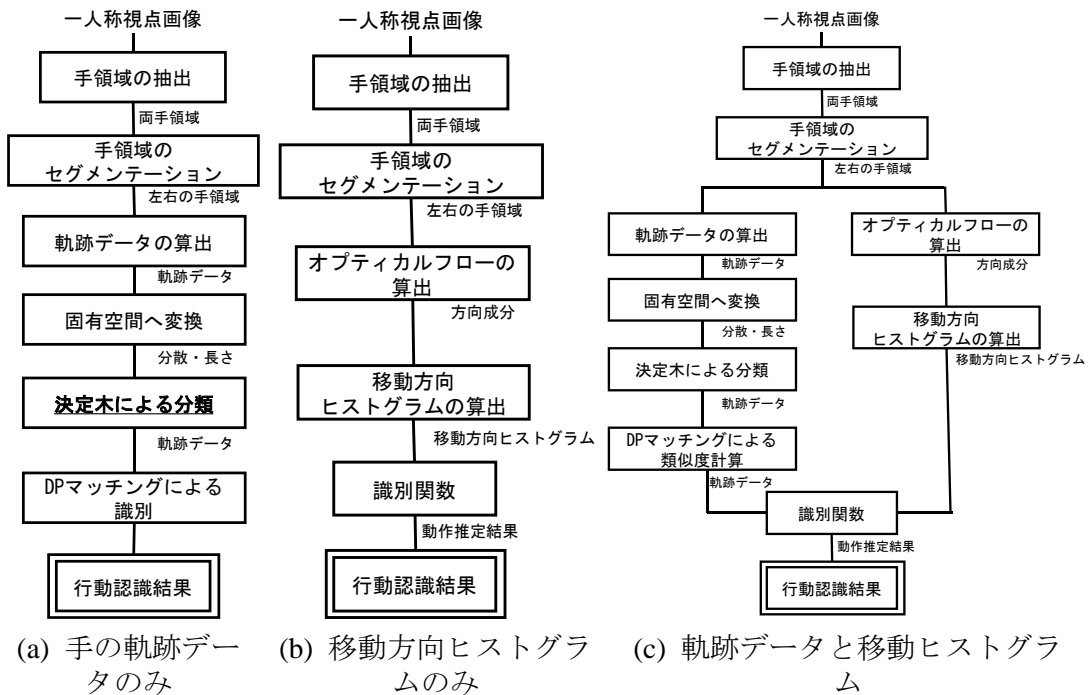 一人称視点画像
手領域の抽出
両手領域
手領域の
セグメンテーション
左右の手領域
軌跡データの算出
軌跡データ
固有空間へ変換
分散・長さ
決定木による分類
軌跡データ
DPマッチングによる
識別
行動認識結果
(a) 手の軌跡デー
タのみ
一人称視点画像
手領域の抽出
両手領域
手領域の
セグメンテーション
左右の手領域
オプティカルフローの
算出
方向成分
移動方向
ヒストグラムの算出
移動方向ヒストグラム
識別関数
動作推定結果
行動認識結果
(b) 移動方向ヒストグラ
ムのみ
一人称視点画像
手領域の抽出
両手領域
手領域の
セグメンテーション
左右の手領域
軌跡データの算出
軌跡データ
固有空間へ変換
分散・長さ
決定木による分類
軌跡データ
DPマッチングによる
類似度計算
軌跡データ
オプティカルフローの
算出
方向成分
移動方向
ヒストグラムの算出
移動方向ヒストグラム
識別関数
動作推定結果
行動認識結果
(c) 軌跡データと移動ヒストグラ
ム